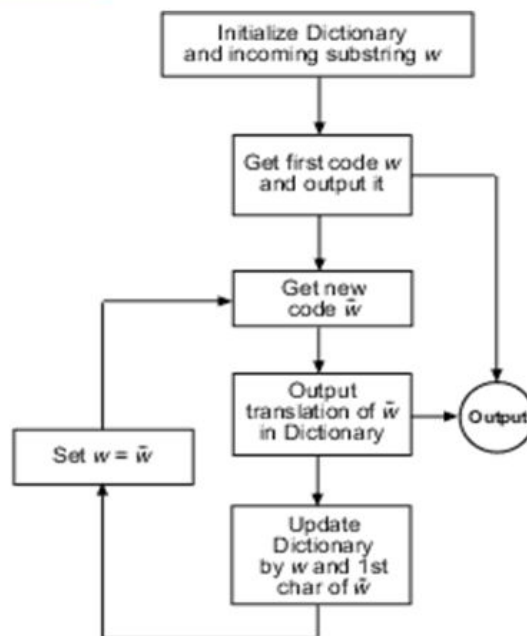 Initialize Dictionary
and incoming substring w
Get first code w
and output it
Get new
code w̄
Output
translation of w̄
in Dictionary
Output
Set w = w̄
Update
Dictionary
by w and 1st
char of w̄